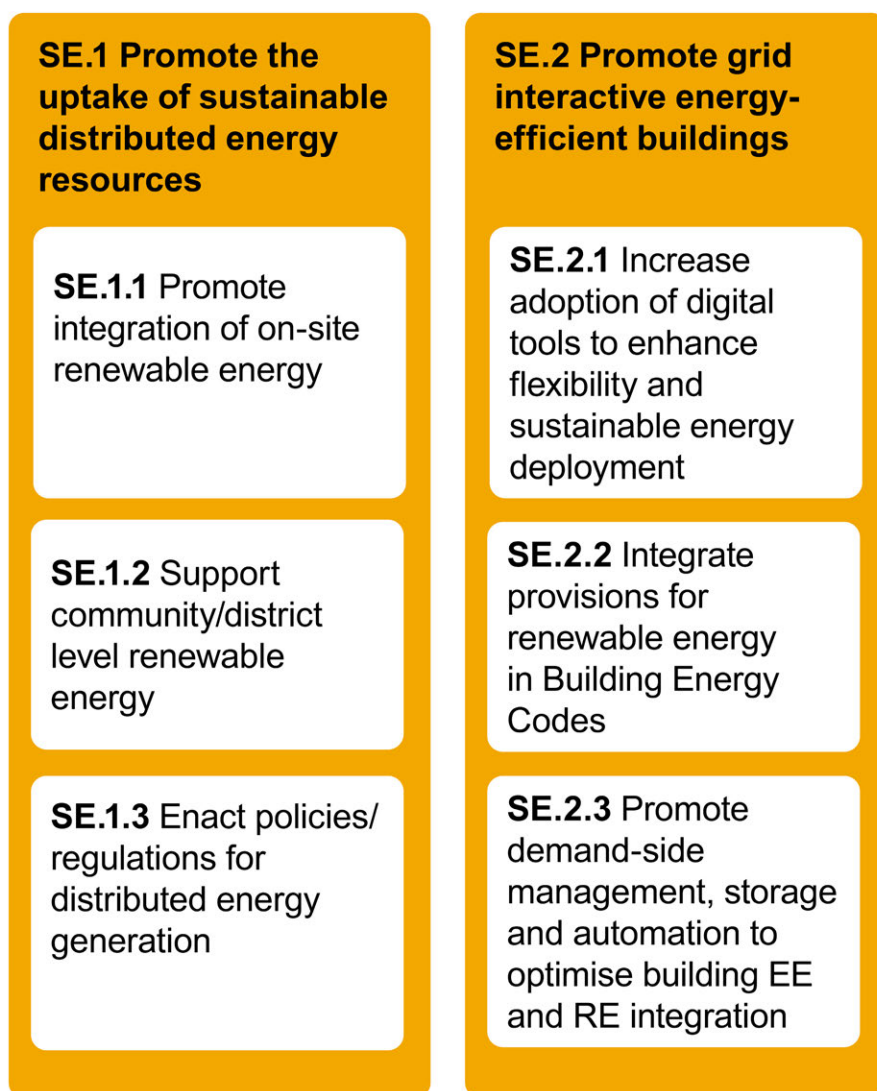 SE.1 Promote the
uptake of sustainable
distributed energy
resources
SE.1.1 Promote
integration of on-site
renewable energy
SE.1.2 Support
community/district
level renewable
energy
SE.1.3 Enact policies/
regulations for
distributed energy
generation
SE.2 Promote grid
interactive energy-
efficient buildings
SE.2.1 Increase
adoption of digital
tools to enhance
flexibility and
sustainable energy
deployment
SE.2.2 Integrate
provisions for
renewable energy
in Building Energy
Codes
SE.2.3 Promote
demand-side
management, storage
and automation to
optimise building EE
and RE integration